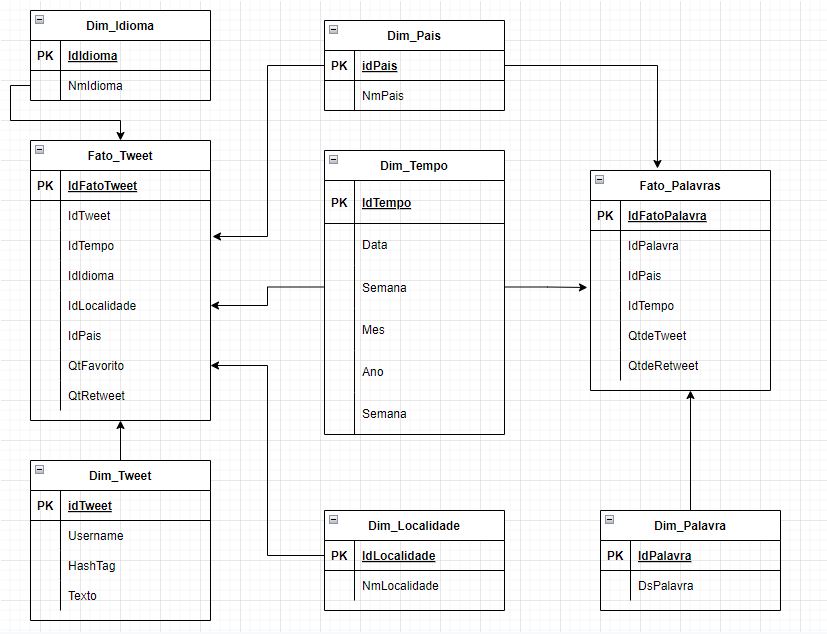 Dim_Idioma
PK IdIdioma
NmIdioma
Fato_Tweet
PK IdFatoTweet
IdTweet
IdTempo
IdIdioma
IdLocalidade
IdPais
QtFavorito
QtRetweet
Dim_Tweet
PK idTweet
Username
HashTag
Texto
Dim_Pais
PK idPais
NmPais
Dim_Tempo
PK IdTempo
Data
Semana
Mes
Ano
Semana
Dim_Localidade
PK IdLocalidade
NmLocalidade
Fato_Palavras
PK IdFatoPalavra
IdPalavra
IdPais
IdTempo
QtdeTweet
QtdeRetweet
Dim_Palavra
PK IdPalavra
DsPalavra